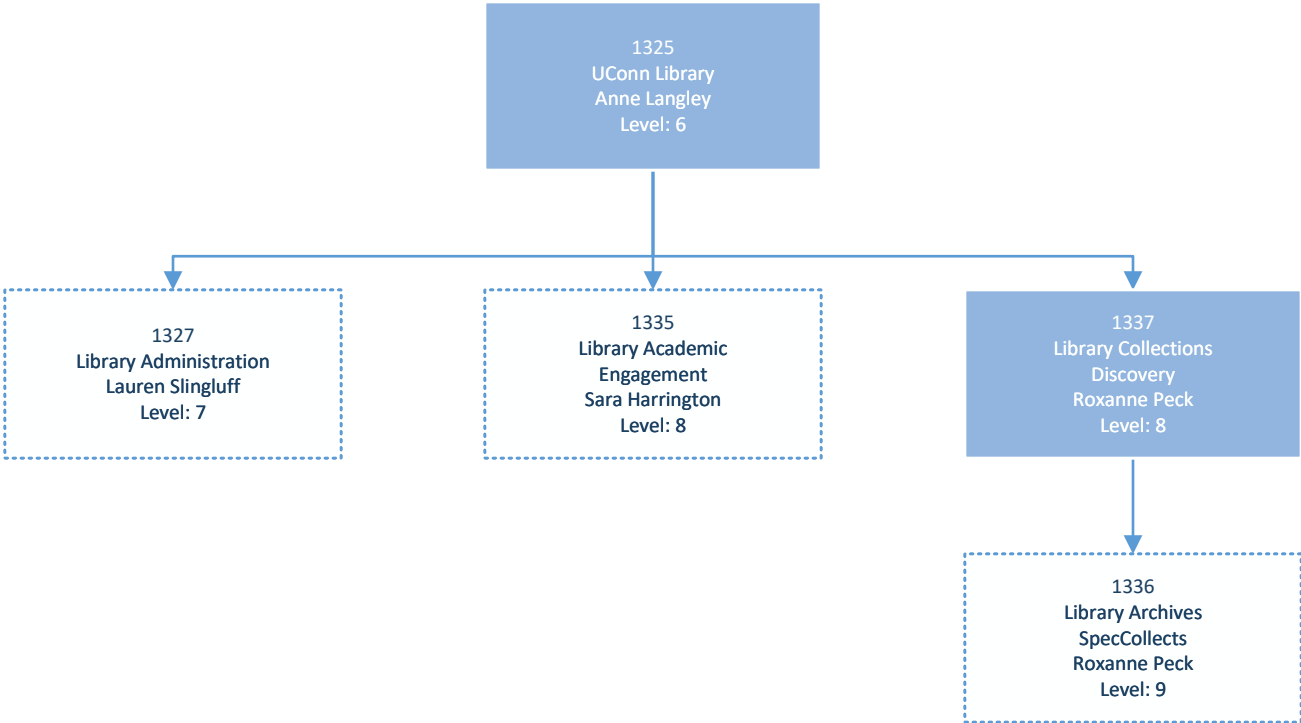 1325
UConn Library
Anne Langley
Level: 6
1327
Library Administration
Lauren Slingluff
Level: 7
1335
Library Academic
Engagement
Sara Harrington
Level: 8
1337
Library Collections
Discovery
Roxanne Peck
Level: 8
1336
Library Archives
SpecCollects
Roxanne Peck
Level: 9